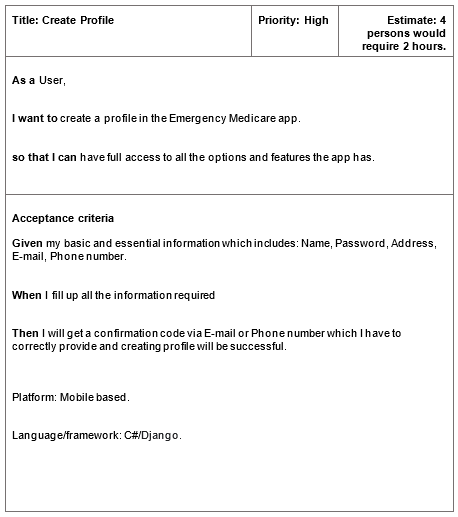 Title: Create Profile
Priority: High
Estimate: 4
persons would
require 2 hours.
As a User,
I want to create a profile in the Emergency Medicare app.
so that I can have full access to all the options and features the app has.
Acceptance criteria
Given my basic and essential information which includes: Name, Password, Address,
E-mail, Phone number.
When I fill up all the information required
Then I will get a confirmation code via E-mail or Phone number which I have to
correctly provide and creating profile will be successful.
Platform: Mobile based.
Language/framework: C#/Django.